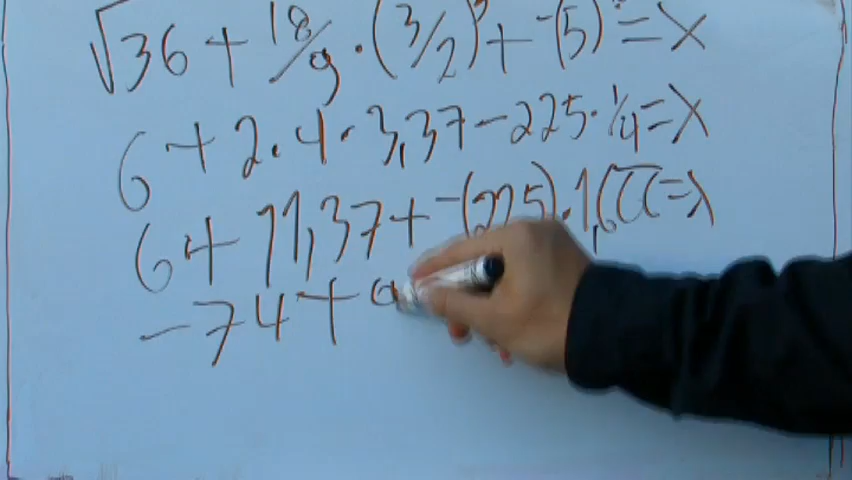 √36 + 18/9 · (3/2)³ + -(5) = x
6 + 2 · 4 · 3,37 - 225 · 1/4 = x
6 + 11,37 + -(225) · 1,6 = x
-74 +